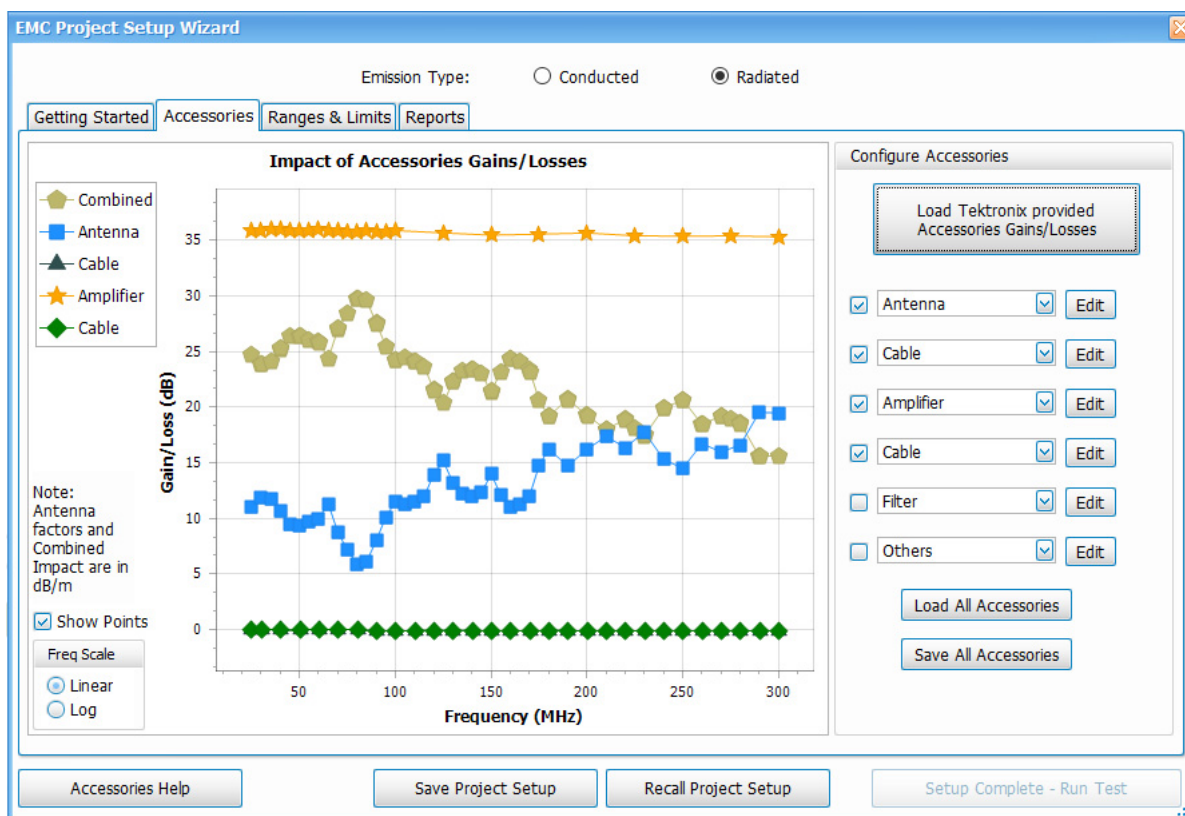 EMC Project Setup Wizard
Emission Type: Conducted Radiated
Getting Started Accessories Ranges & Limits Reports
Impact of Accessories Gains/Losses
Combined
Antenna
Cable
Amplifier
Cable
Note:
Antenna
factors and
Combined
Impact are in
dB/m
Show Points
Freq Scale
Linear
Log
Gain/Loss (dB)
35
30
25
20
15
10
5
0
50 100 150 200 250 300
Frequency (MHz)
Configure Accessories
Load Tektronix provided
Accessories Gains/Losses
Antenna Edit
Cable Edit
Amplifier Edit
Cable Edit
Filter Edit
Others Edit
Load All Accessories
Save All Accessories
Accessories Help Save Project Setup Recall Project Setup Setup Complete - Run Test